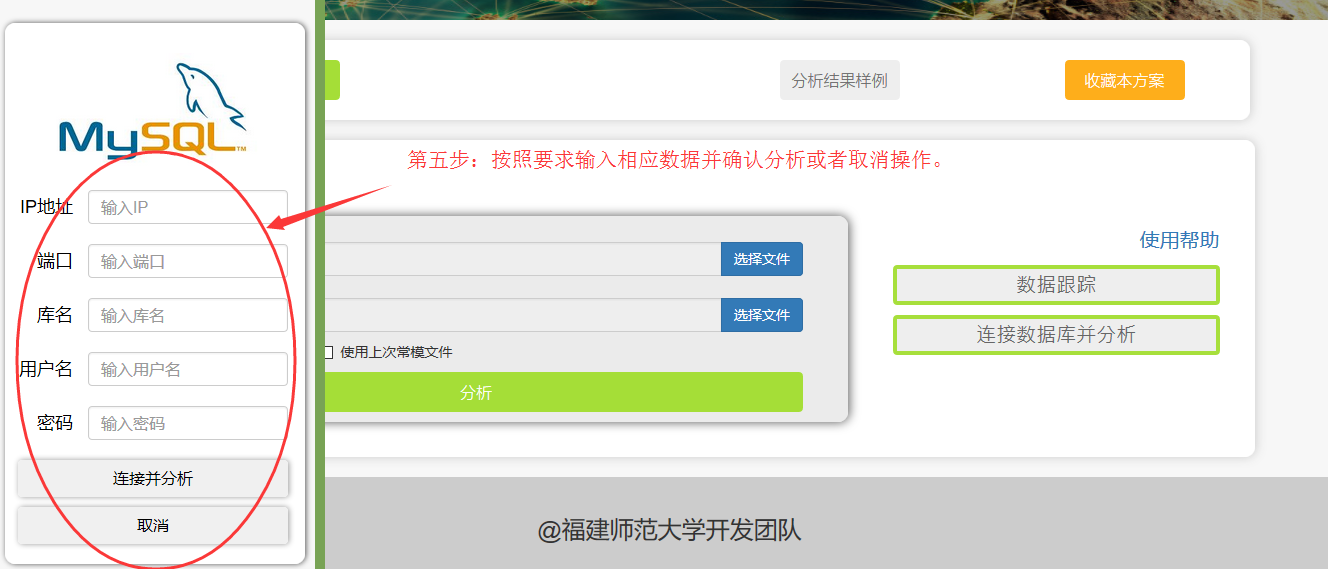 MySQL™
IP地址 输入IP
端口 输入端口
库名 输入库名
用户名 输入用户名
密码 输入密码
连接并分析
取消
分析结果样例
收藏本方案
第五步：按照要求输入相应数据并确认分析或者取消操作。
选择文件
选择文件
使用上次常模文件
分析
使用帮助
数据跟踪
连接数据库并分析
@福建师范大学开发团队